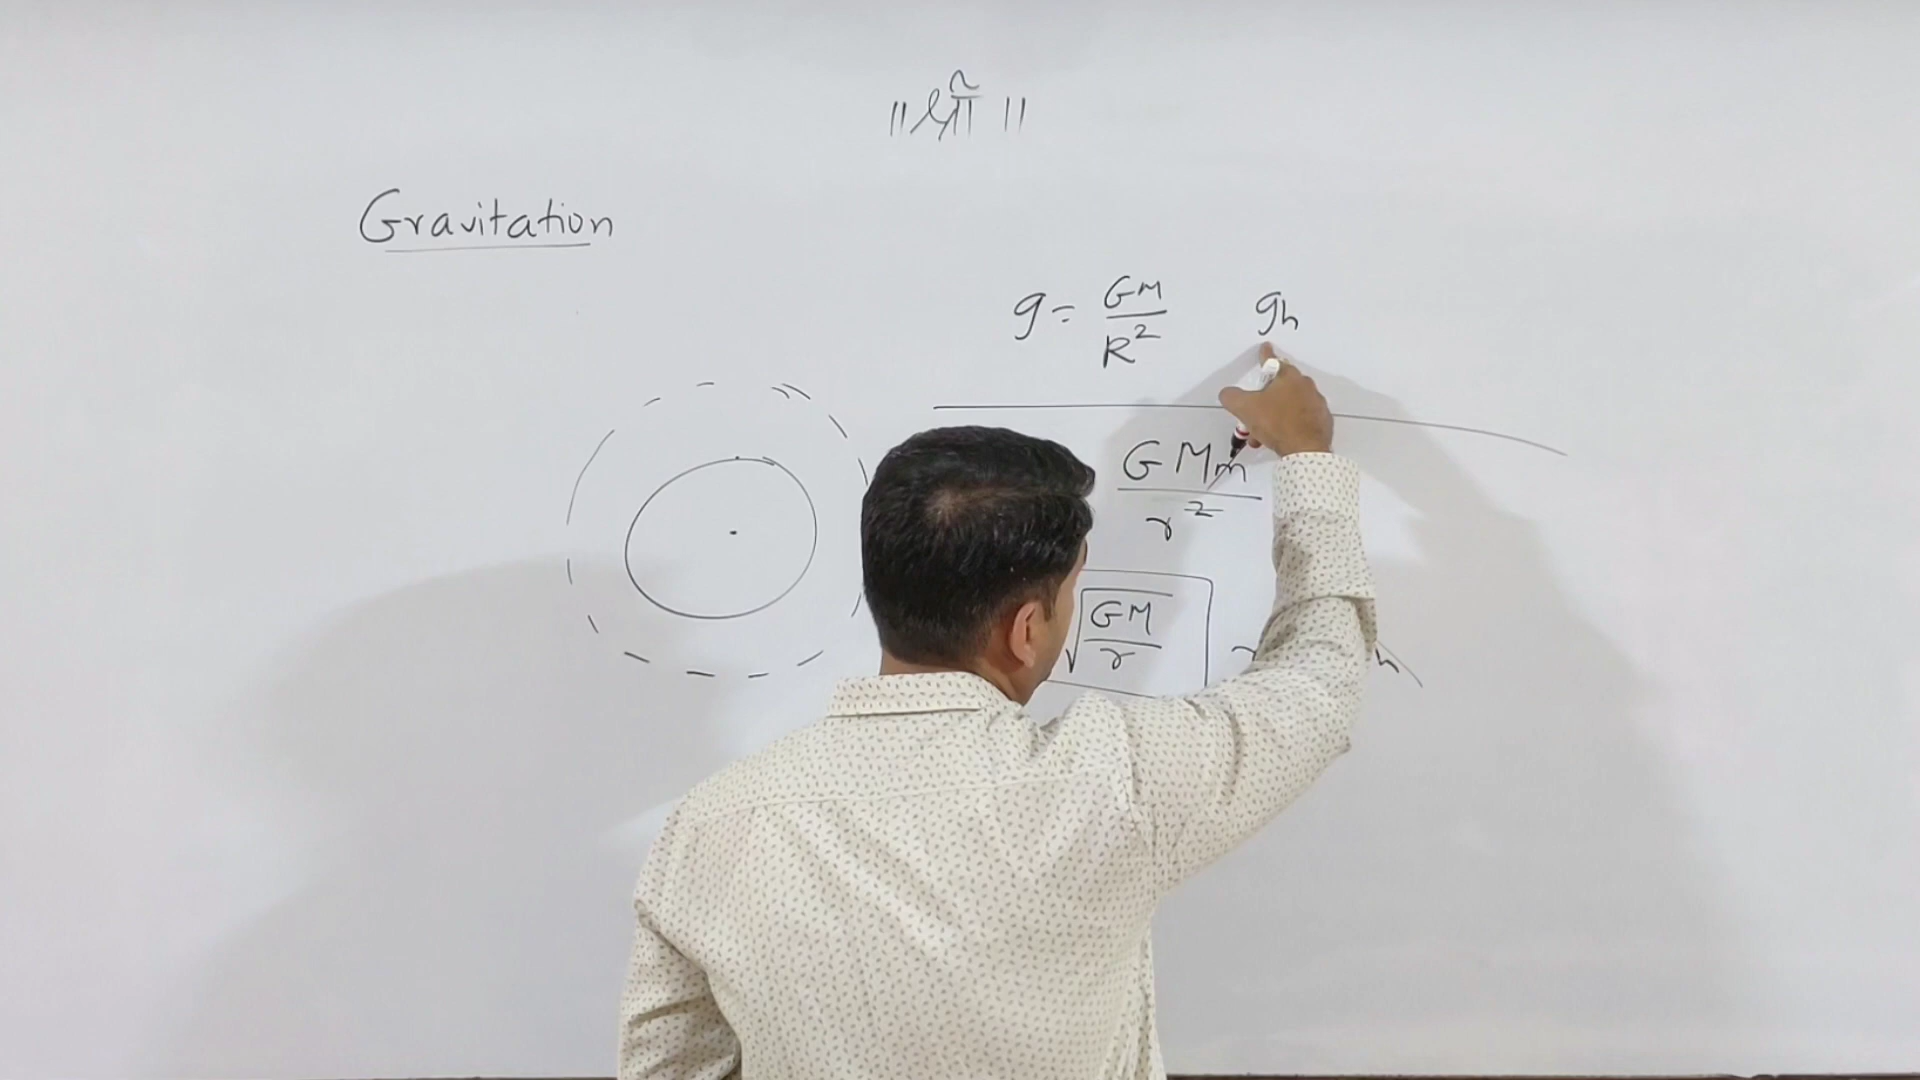 ॥ श्री ॥
Gravitation
g = GM/R² gh
GMm/r²
√GM/r
h